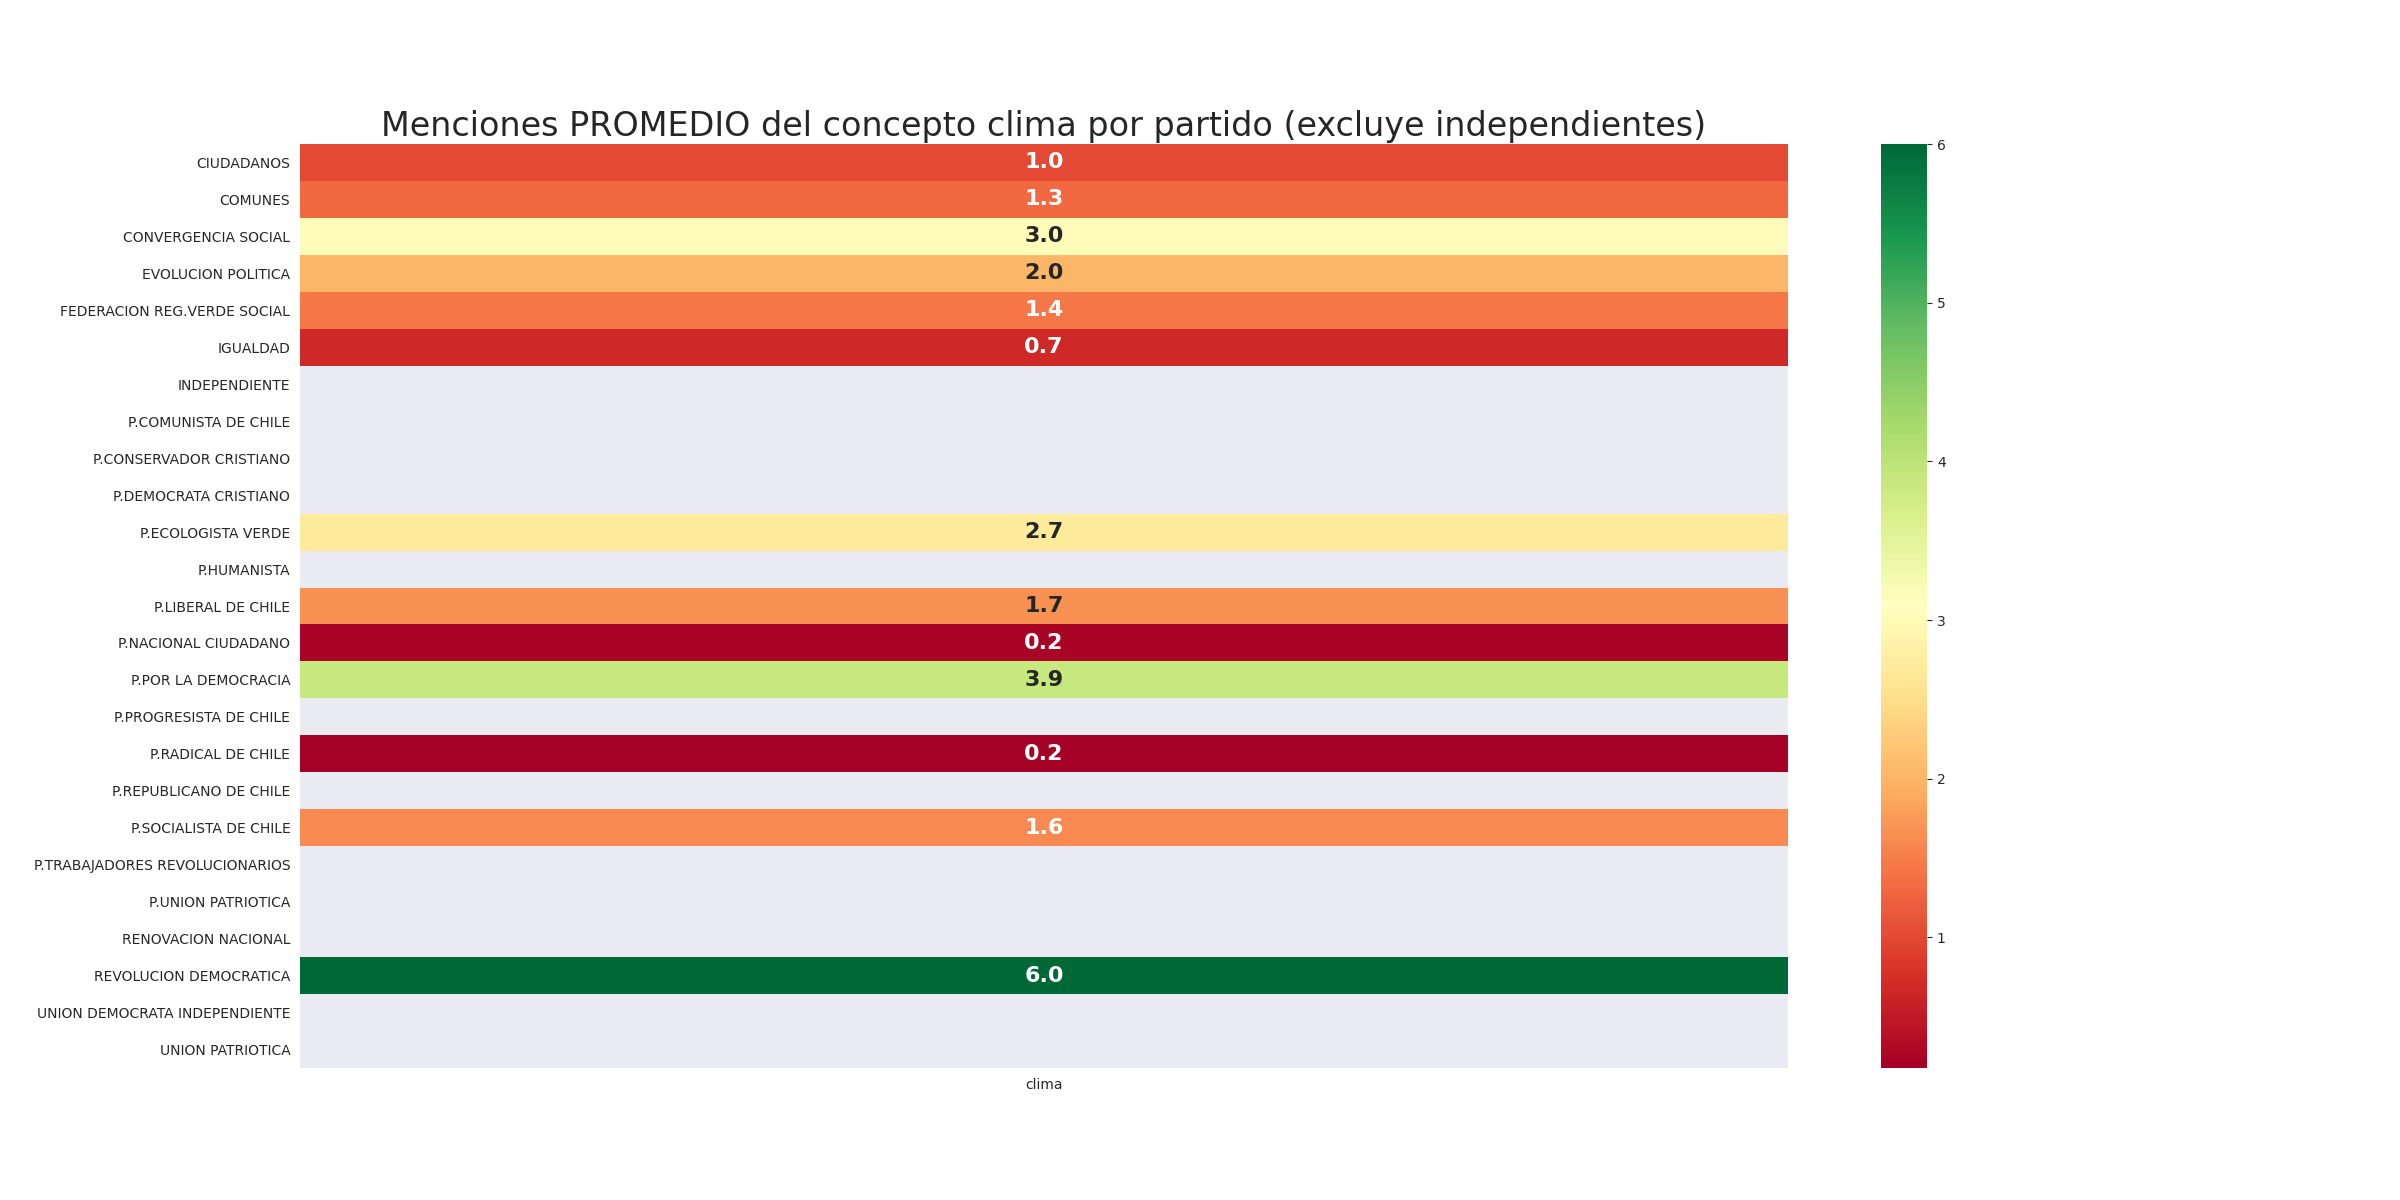 Menciones PROMEDIO del concepto clima por partido (excluye independientes)
CIUDADANOS 1.0
COMUNES 1.3
CONVERGENCIA SOCIAL 3.0
EVOLUCION POLITICA 2.0
FEDERACION REG.VERDE SOCIAL 1.4
IGUALDAD 0.7
INDEPENDIENTE
P.COMUNISTA DE CHILE
P.CONSERVADOR CRISTIANO
P.DEMOCRATA CRISTIANO
P.ECOLOGISTA VERDE 2.7
P.HUMANISTA
P.LIBERAL DE CHILE 1.7
P.NACIONAL CIUDADANO 0.2
P.POR LA DEMOCRACIA 3.9
P.PROGRESISTA DE CHILE
P.RADICAL DE CHILE 0.2
P.REPUBLICANO DE CHILE
P.SOCIALISTA DE CHILE 1.6
P.TRABAJADORES REVOLUCIONARIOS
P.UNION PATRIOTICA
RENOVACION NACIONAL
REVOLUCION DEMOCRATICA 6.0
UNION DEMOCRATA INDEPENDIENTE
UNION PATRIOTICA
clima
6
5
4
3
2
1